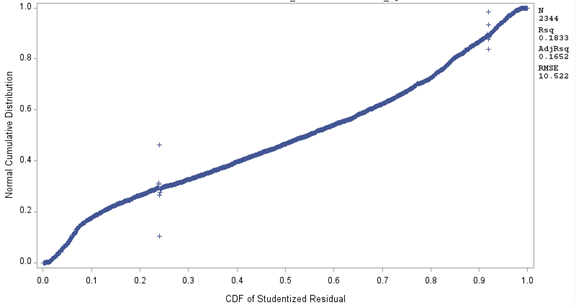 1.0
0.8
0.6
0.4
0.2
0.0
Normal Cumulative Distribution
0.0 0.1 0.2 0.3 0.4 0.5 0.6 0.7 0.8 0.9 1.0
CDF of Studentized Residual
N
2344
Rsq
0.1833
AdjRsq
0.1652
RMSE
10.522